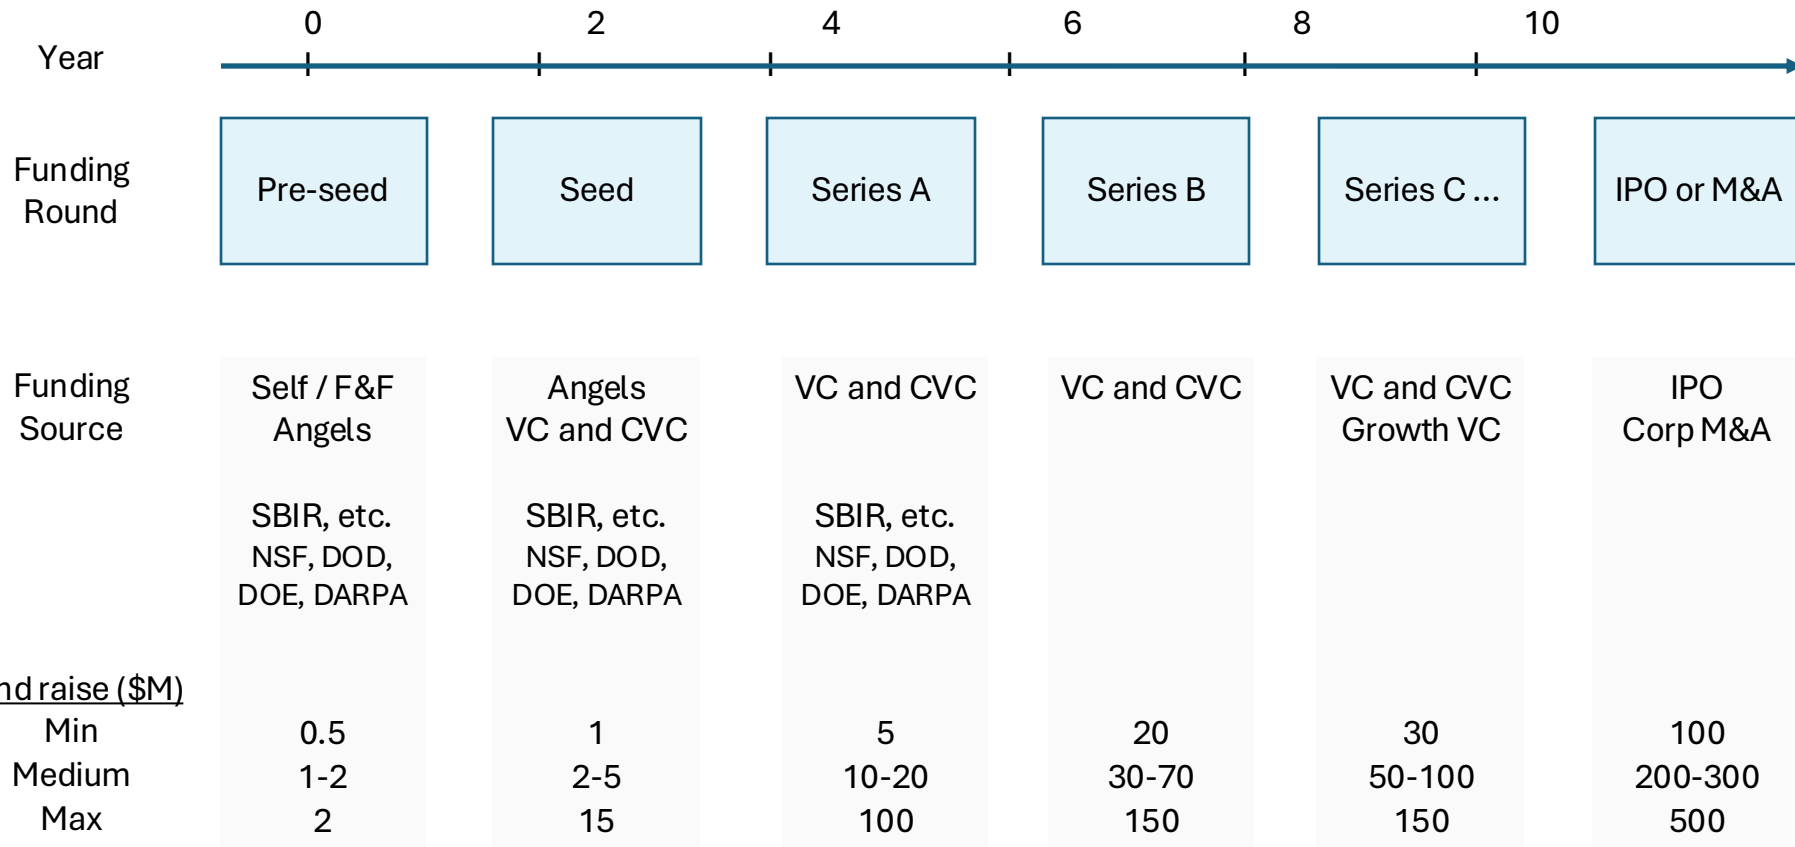 0 2 4 6 8 10
Year
Funding
Round
Pre-seed Seed Series A Series B Series C ... IPO or M&A
Funding
Source
Self / F&F
Angels
SBIR, etc.
NSF, DOD,
DOE, DARPA
Angels
VC and CVC
SBIR, etc.
NSF, DOD,
DOE, DARPA
VC and CVC
SBIR, etc.
NSF, DOD,
DOE, DARPA
VC and CVC
VC and CVC
Growth VC
IPO
Corp M&A
raise ($M)
Min 0.5 1 5 20 30 100
Medium 1-2 2-5 10-20 30-70 50-100 200-300
Max 2 15 100 150 150 500